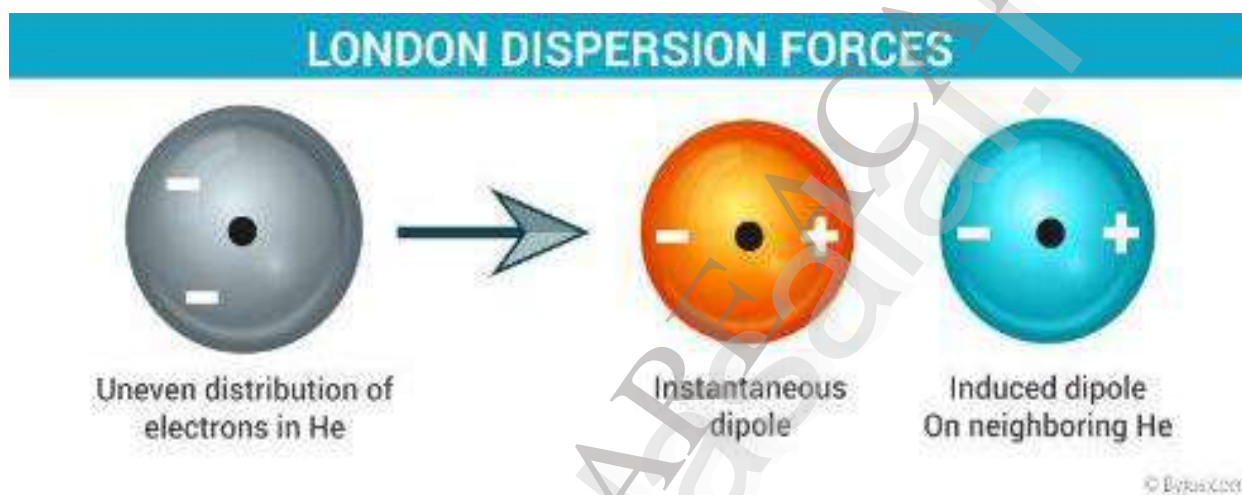 LONDON DISPERSION FORCES
Uneven distribution of
electrons in He
Instantaneous
dipole
Induced dipole
On neighboring He